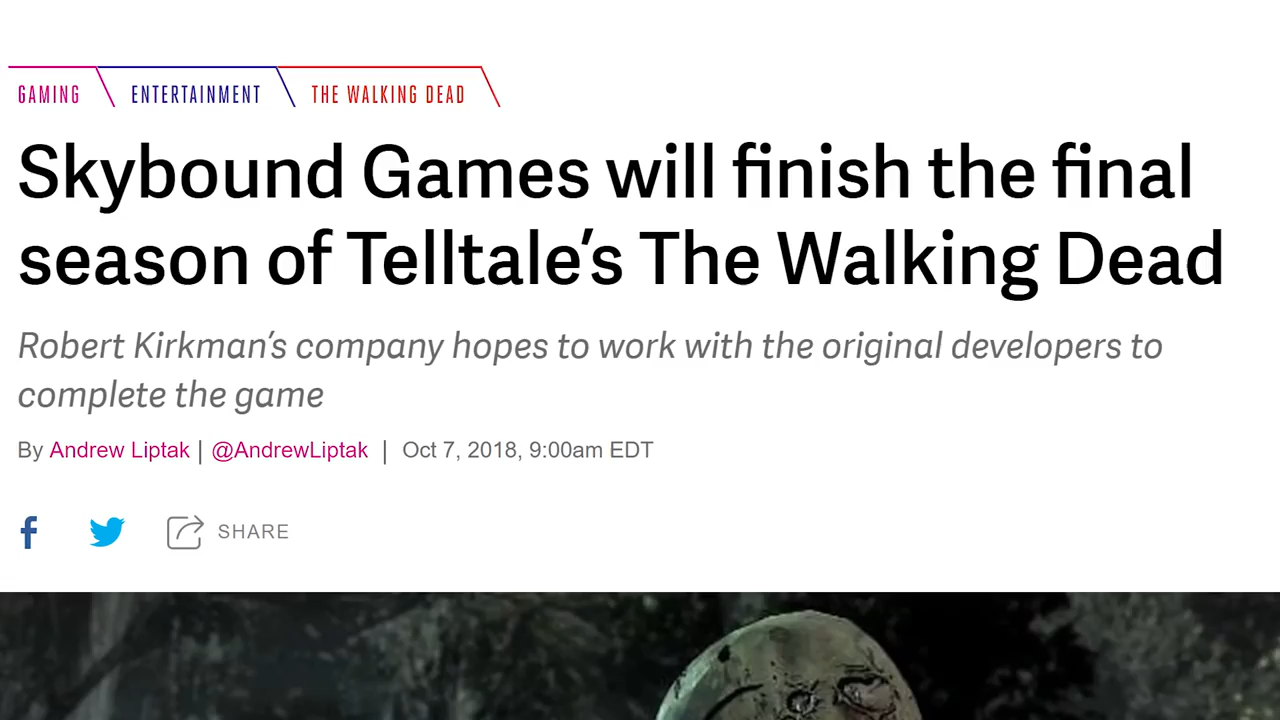 GAMING ENTERTAINMENT THE WALKING DEAD
Skybound Games will finish the final
season of Telltale’s The Walking Dead
Robert Kirkman’s company hopes to work with the original developers to
complete the game
By Andrew Liptak | @AndrewLiptak | Oct 7, 2018, 9:00am EDT
SHARE